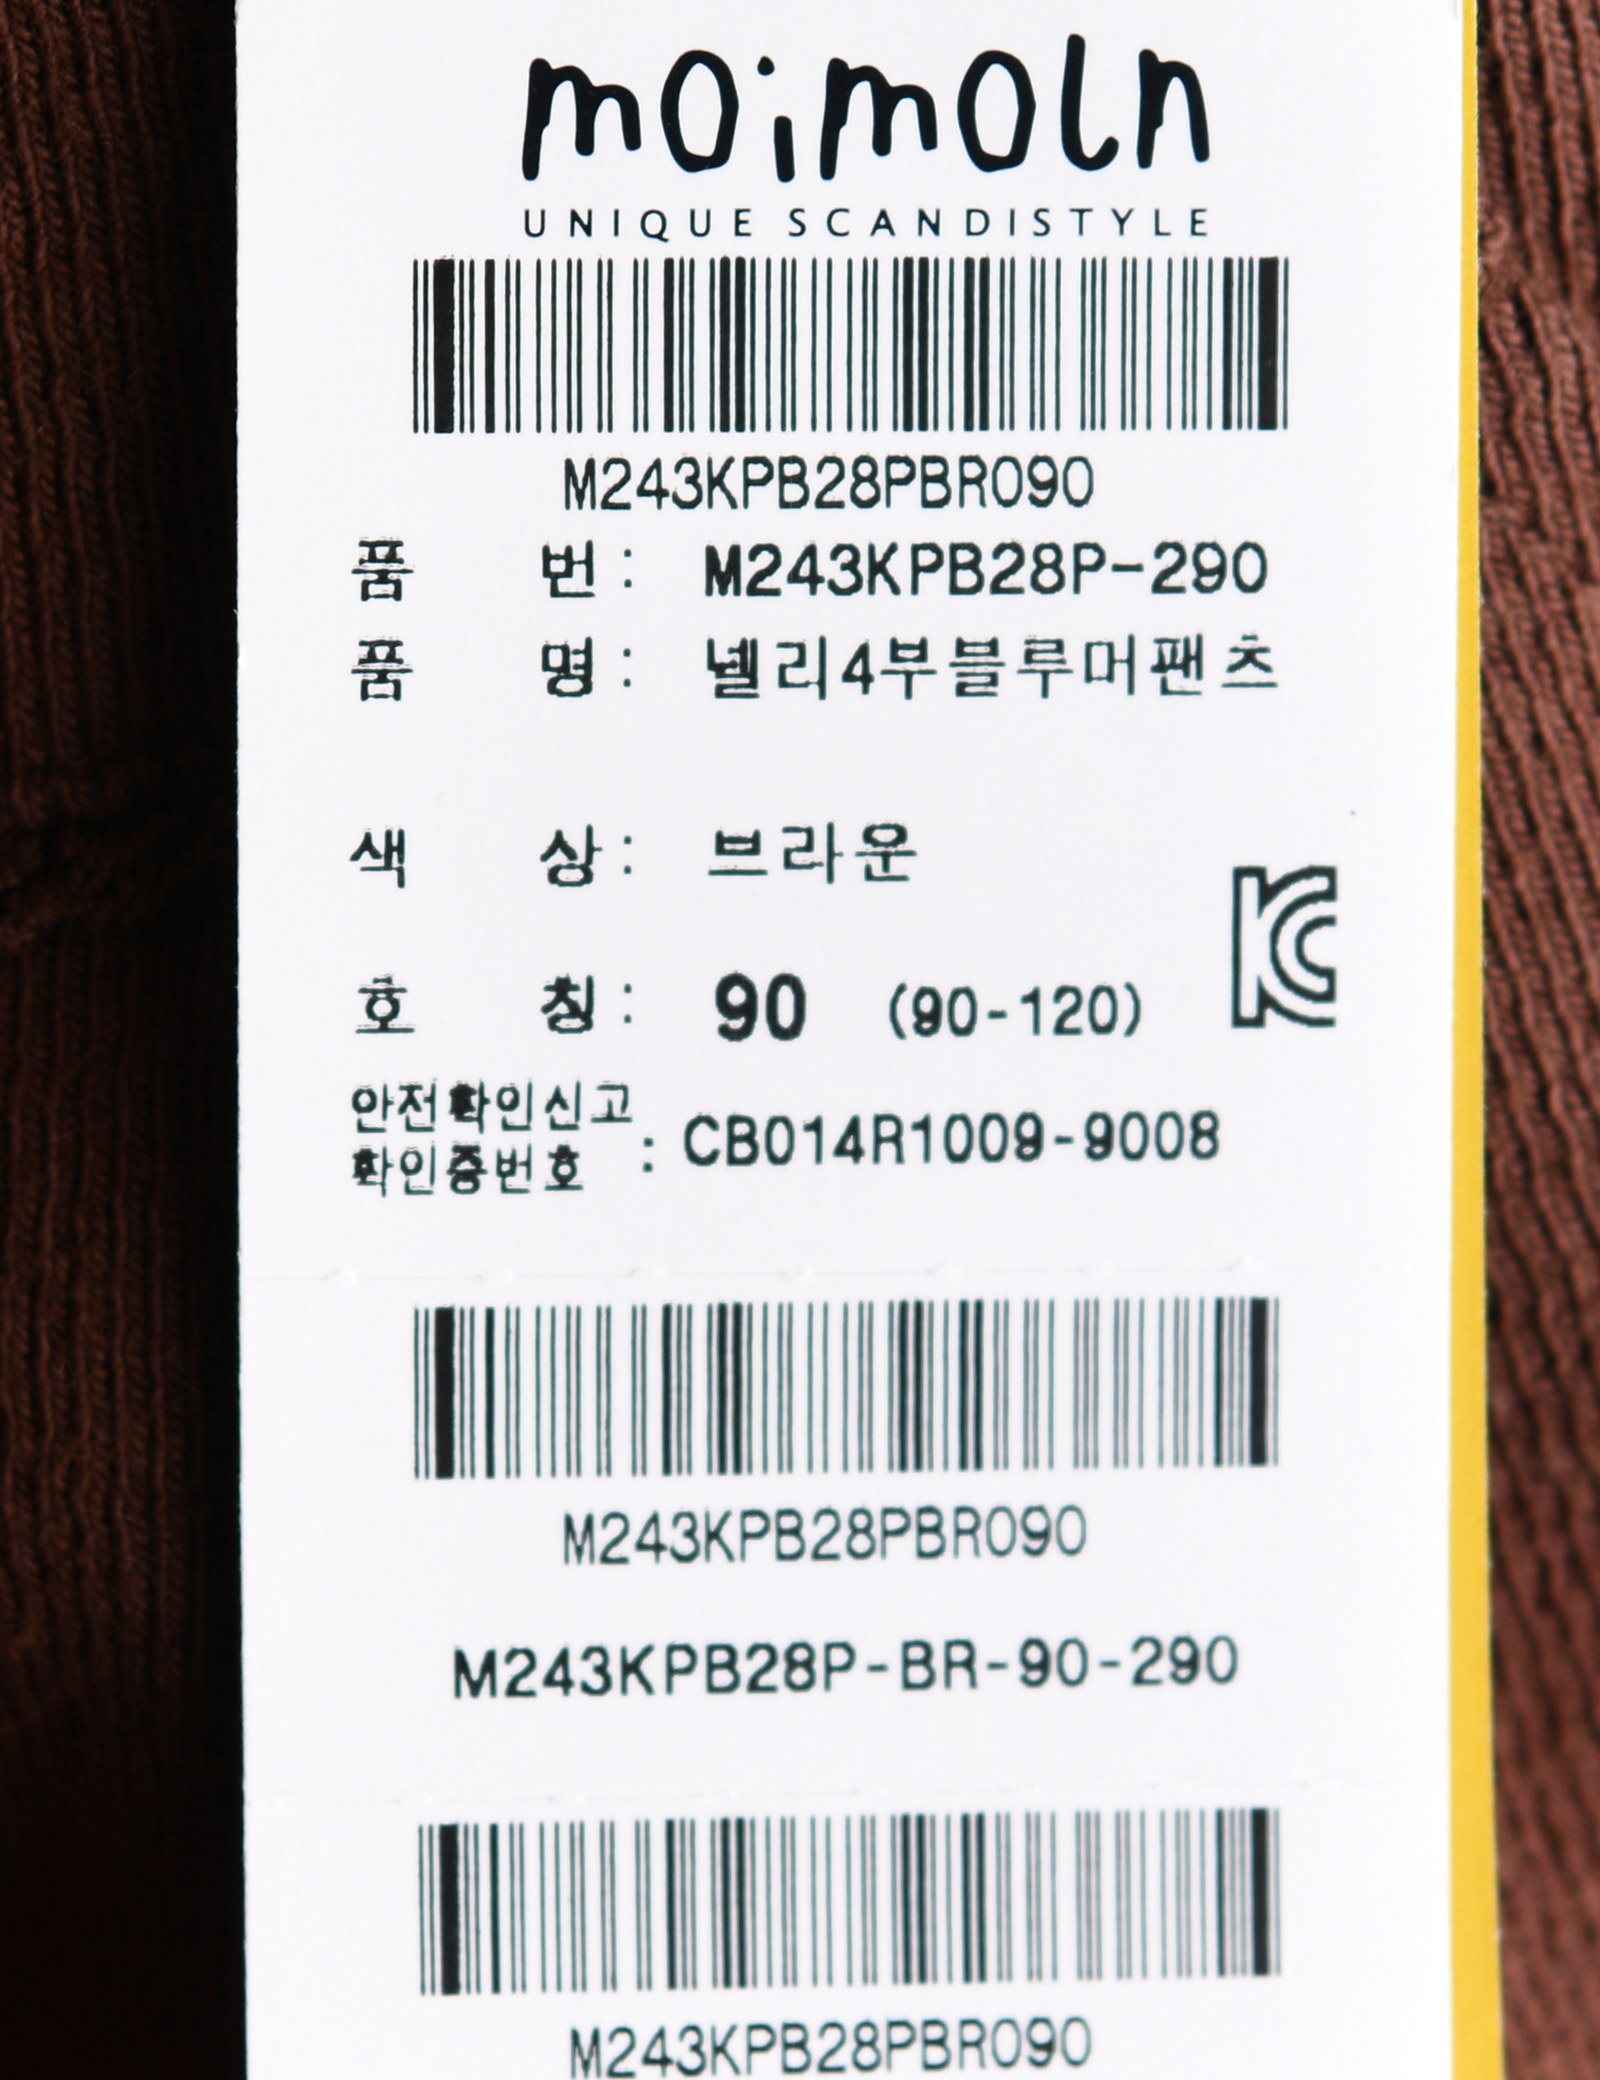 moimoln
UNIQUE SCANDISTYLE
M243KPB28PBR090
품 번 : M243KPB28P-290
품 명 : 넬리4부블루머팬츠
색 상 : 브라운
호 칭 : 90 (90-120)
안전확인신고
확인증번호 : CB014R1009-9008
M243KPB28PBR090
M243KPB28P-BR-90-290
M243KPB28PBR090